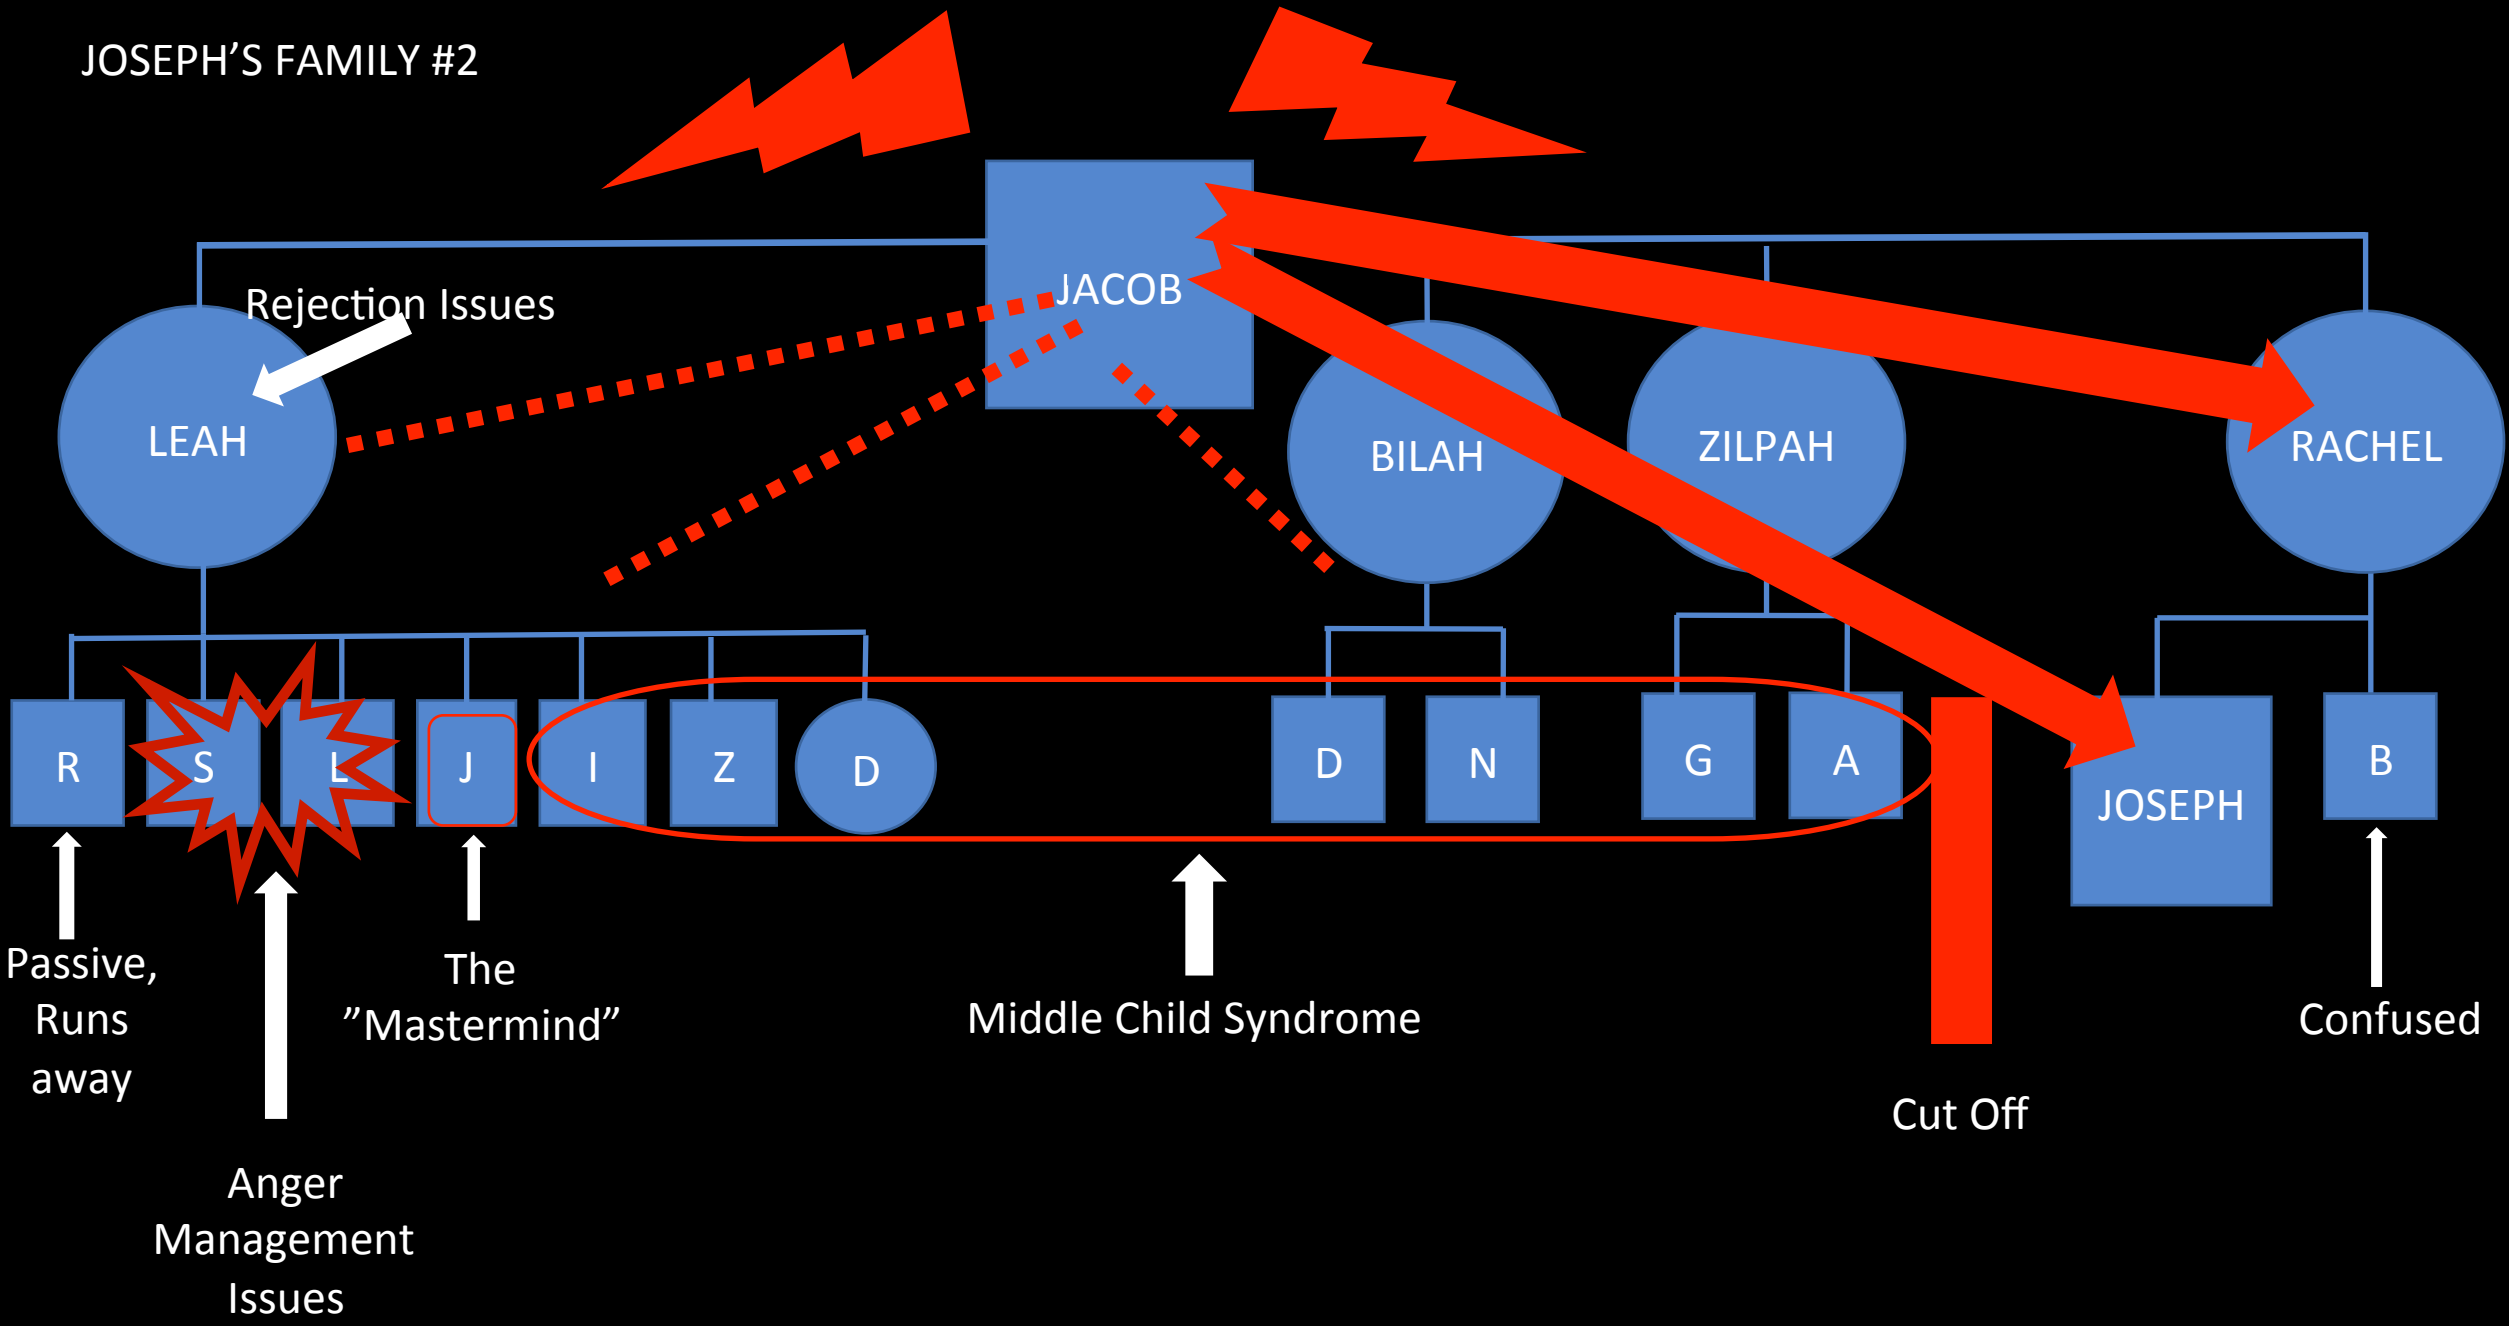 JOSEPH’S FAMILY #2
JACOB
Rejection Issues
LEAH
BILAH
ZILPAH
RACHEL
R
S
L
J
I
Z
D
D
N
G
A
JOSEPH
B
Passive,
Runs
away
The
”Mastermind”
Middle Child Syndrome
Confused
Cut Off
Anger
Management
Issues